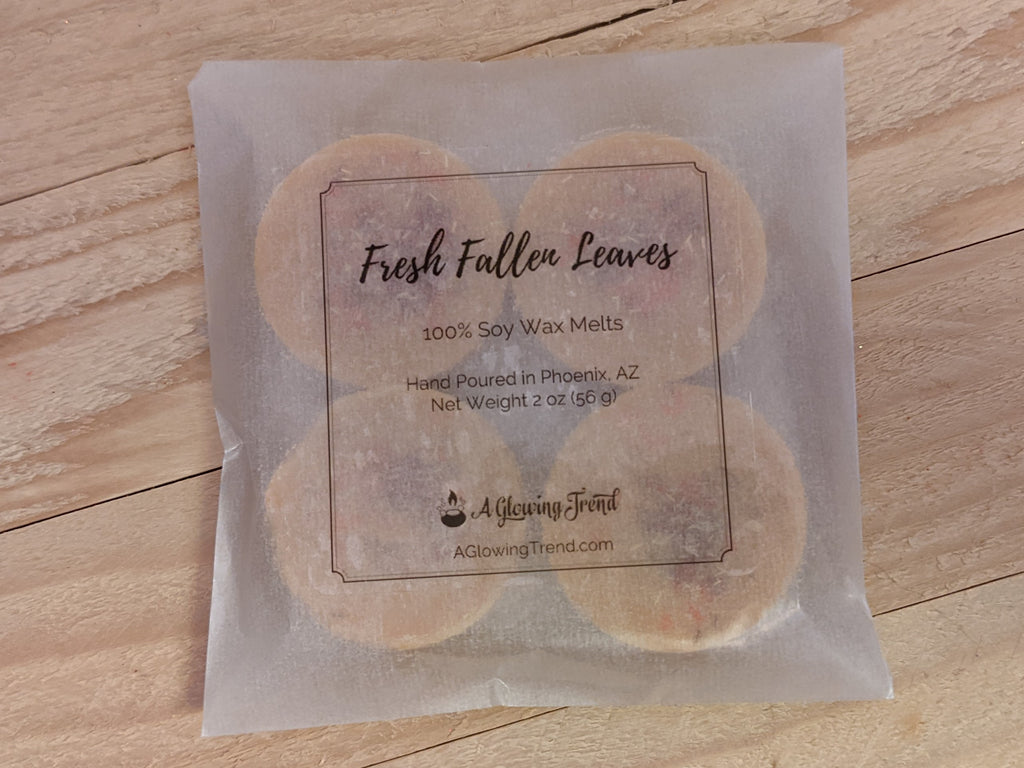 Fresh Fallen Leaves
100% Soy Wax Melts
Hand Poured in Phoenix, AZ
Net Weight 2 oz (56 g)
A Glowing Trend
AGlowingTrend.com